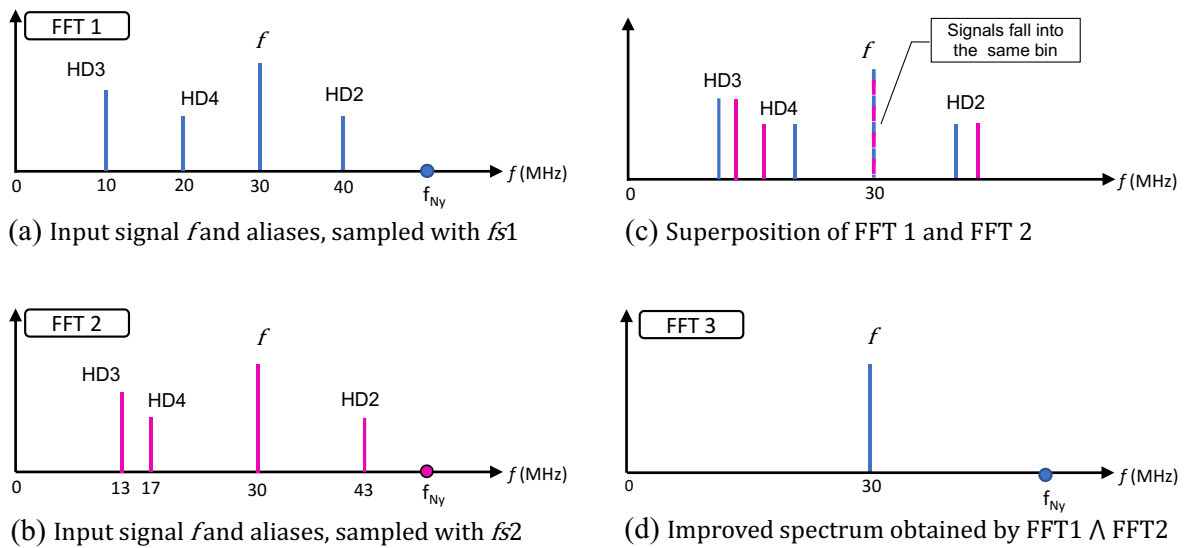 FFT 1
f
HD3
HD4
HD2
0
10
20
30
40
f (MHz)
fNy
(a) Input signal f and aliases, sampled with fs1
FFT 2
f
HD3
HD4
HD2
0
13
17
30
43
f (MHz)
fNy
(b) Input signal f and aliases, sampled with fs2
Signals fall into
the same bin
f
HD3
HD4
HD2
0
30
f (MHz)
(c) Superposition of FFT 1 and FFT 2
FFT 3
f
0
30
f (MHz)
fNy
(d) Improved spectrum obtained by FFT1 ∧ FFT2